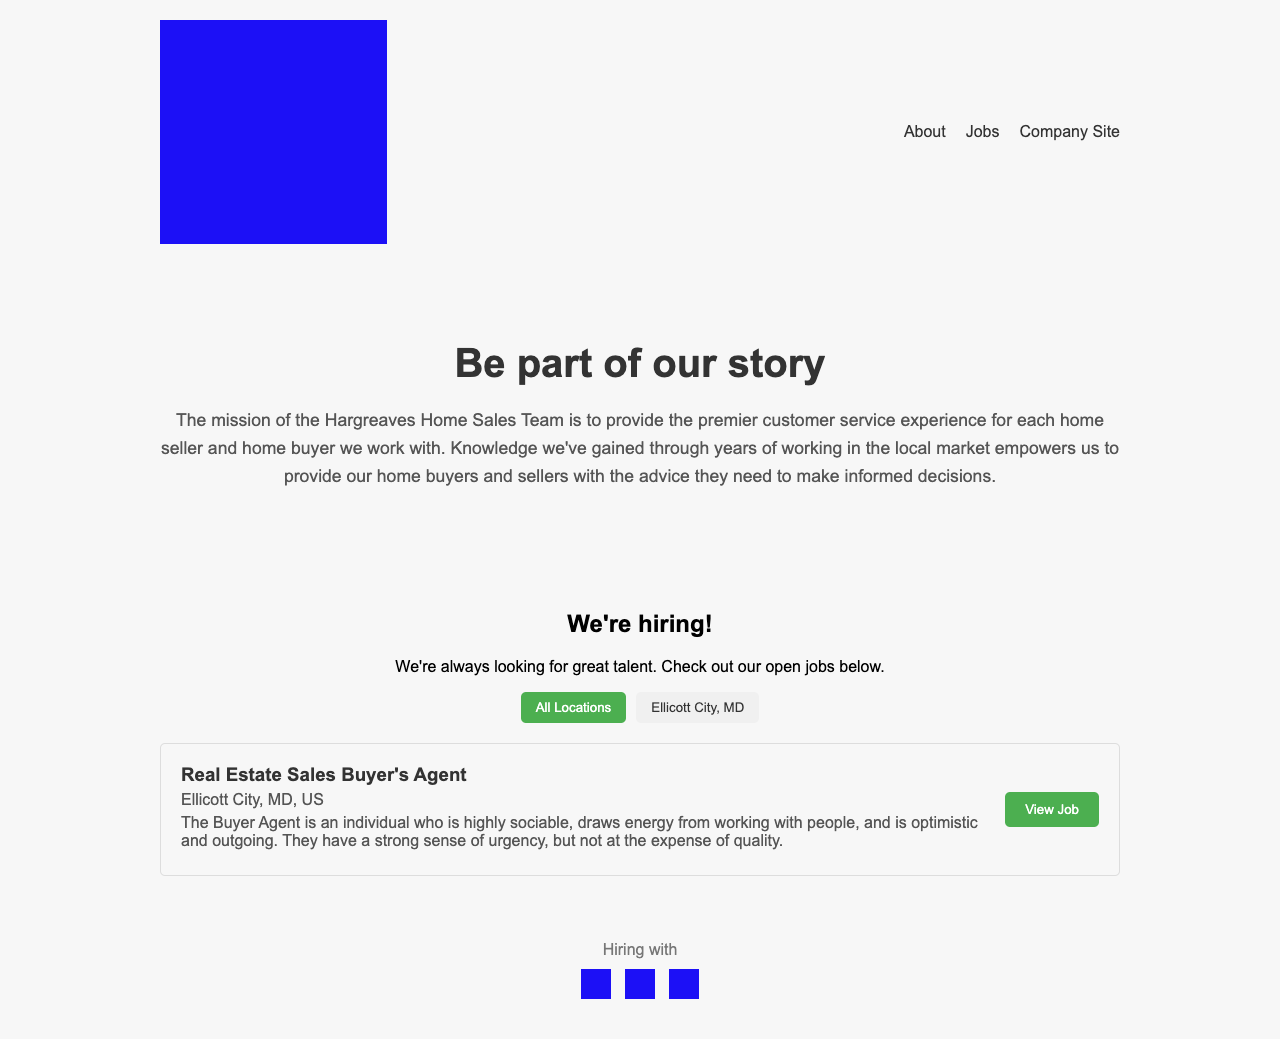 About Jobs Company Site
Be part of our story
The mission of the Hargreaves Home Sales Team is to provide the premier customer service experience for each home
seller and home buyer we work with. Knowledge we've gained through years of working in the local market empowers us to
provide our home buyers and sellers with the advice they need to make informed decisions.
We're hiring!
We're always looking for great talent. Check out our open jobs below.
All Locations Ellicott City, MD
Real Estate Sales Buyer's Agent
Ellicott City, MD, US
The Buyer Agent is an individual who is highly sociable, draws energy from working with people, and is optimistic
and outgoing. They have a strong sense of urgency, but not at the expense of quality.
View Job
Hiring with